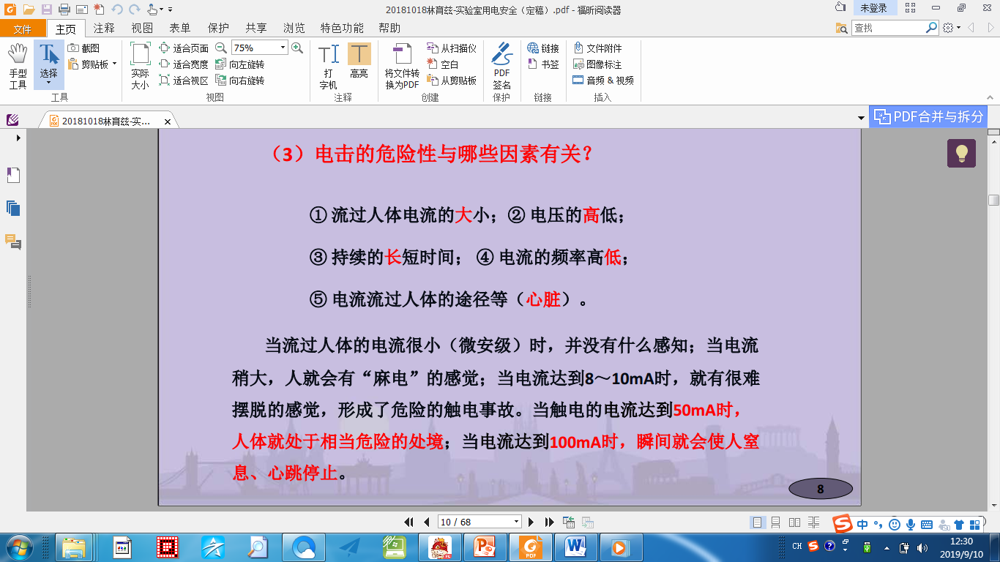 20181018林育兹-实验室用电安全（定稿）.pdf - 福昕阅读器
未登录
文件 主页 注释 视图 表单 保护 共享 浏览 特色功能 帮助
查找
手型工具
选择
截图
剪贴板
工具
实际大小
适合页面
适合宽度
适合视区
75%
向左旋转
向右旋转
视图
打字机
高亮
注释
将文件转换为PDF
从扫描仪
空白
从剪贴板
创建
PDF签名
保护
链接
书签
链接
文件附件
图像标注
音频 & 视频
插入
20181018林育兹-实...
PDF合并与拆分
（3）电击的危险性与哪些因素有关？
① 流过人体电流的大小；② 电压的高低；
③ 持续的长短时间； ④ 电流的频率高低；
⑤ 电流流过人体的途径等（心脏）。
当流过人体的电流很小（微安级）时，并没有什么感知；当电流
稍大，人就会有“麻电”的感觉；当电流达到8～10mA时，就有很难
摆脱的感觉，形成了危险的触电事故。当触电的电流达到50mA时，
人体就处于相当危险的处境；当电流达到100mA时，瞬间就会使人窒
息、心跳停止。
8
10 / 68
中
CH
12:30
2019/9/10